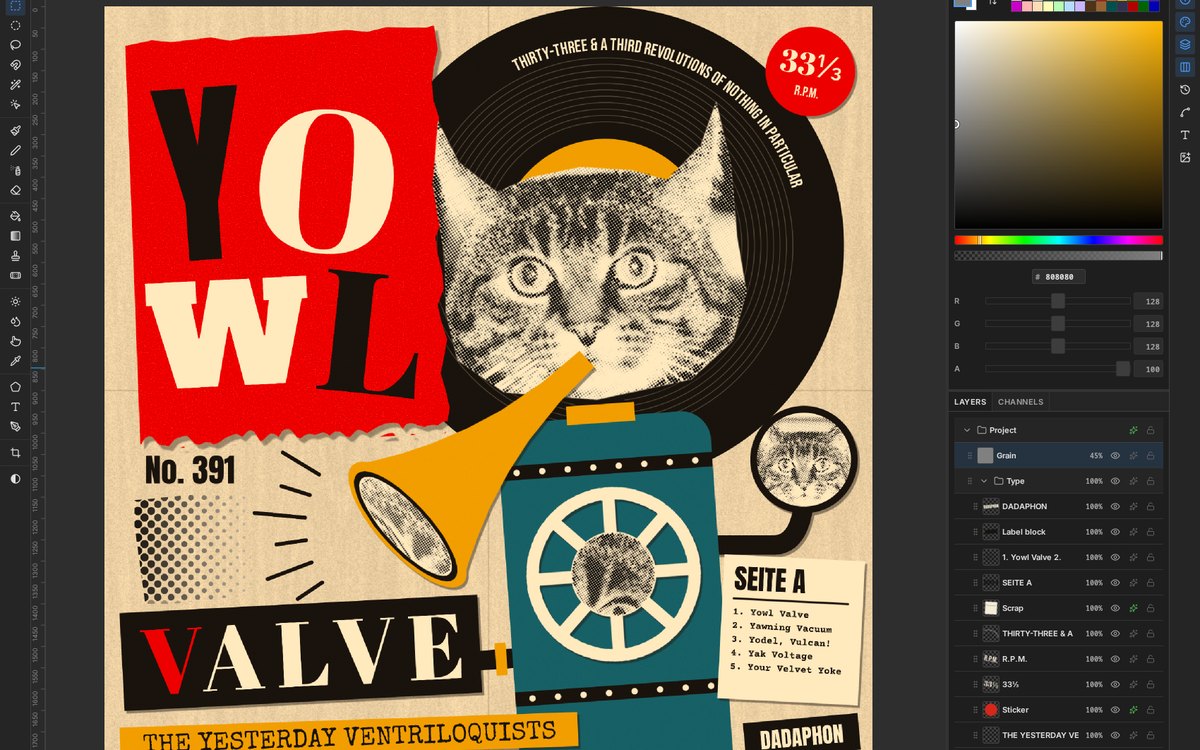 THIRTY-THREE & A THIRD REVOLUTIONS OF NOTHING IN PARTICULAR
33⅓
R.P.M.
YO
WL
No. 391
SEITE A
1. Yowl Valve
2. Yawning Vacuum
3. Yodel, Vulcan!
4. Yak Voltage
5. Your Velvet Yoke
VALVE
THE YESTERDAY VENTRILOQUISTS
DADAPHON
# 808080
R 128
G 128
B 128
A 100
LAYERS CHANNELS
Project
Grain 45%
Type 100%
DADAPHON 100%
Label block 100%
1. Yowl Valve 2. 100%
SEITE A 100%
Scrap 100%
THIRTY-THREE & A 100%
R.P.M. 100%
33⅓ 100%
Sticker 100%
THE YESTERDAY VE 100%